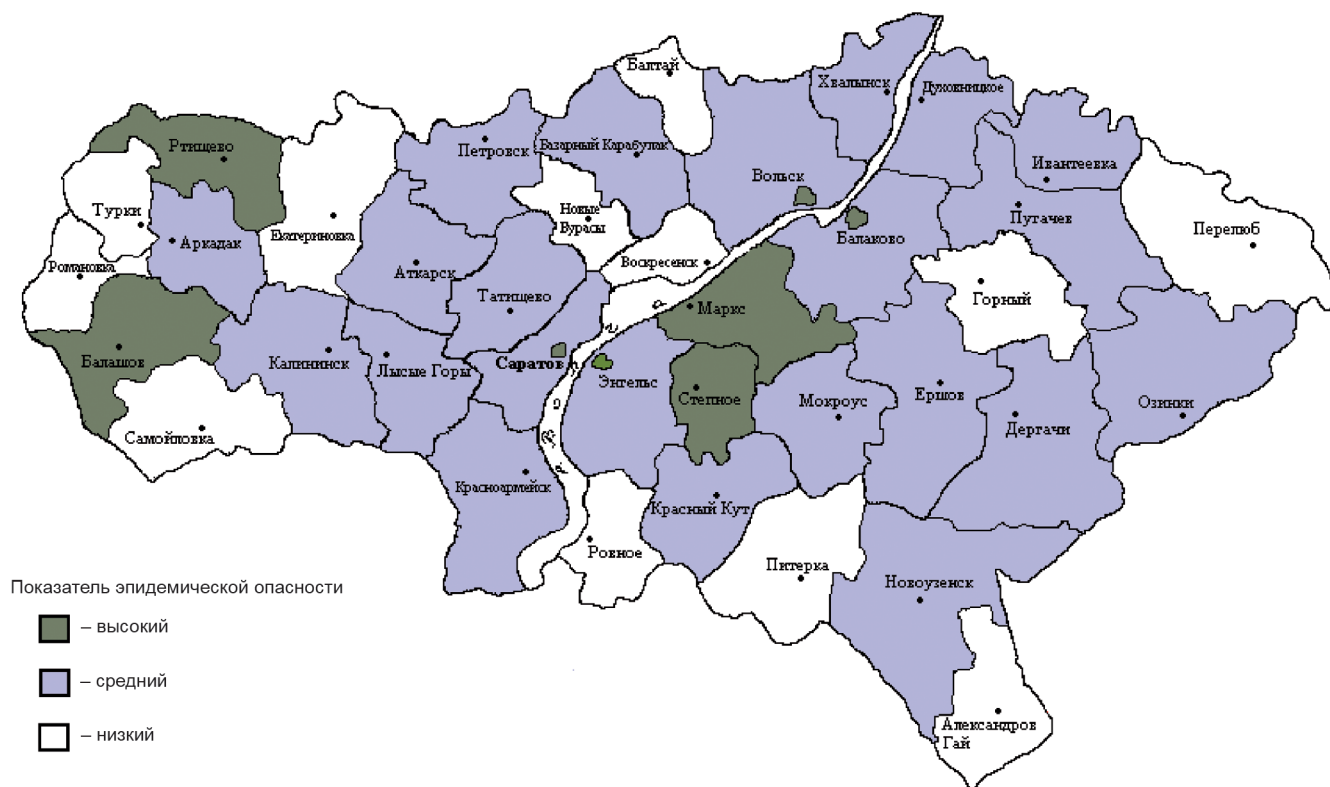 Балтай
Хвалынск
Духовницкое
Ртищево
Петровск
Базарный Карабулак
Ивантеевка
Вольск
Турки
Новые
Бурасы
Пугачев
Аркадак
Екатериновка
Балаково
Перелюб
Романовка
Аткарск
Воскресенск
Татищево
Маркс
Горный
Балашов
Калининск
Лысые Горы
Саратов
Энгельс
Степное
Мокроус
Ершов
Озинки
Самойловка
Дергачи
Красноармейск
Красный Кут
Ровное
Питерка
Новоузенск
Александров
Гай
Показатель эпидемической опасности
– высокий
– средний
– низкий